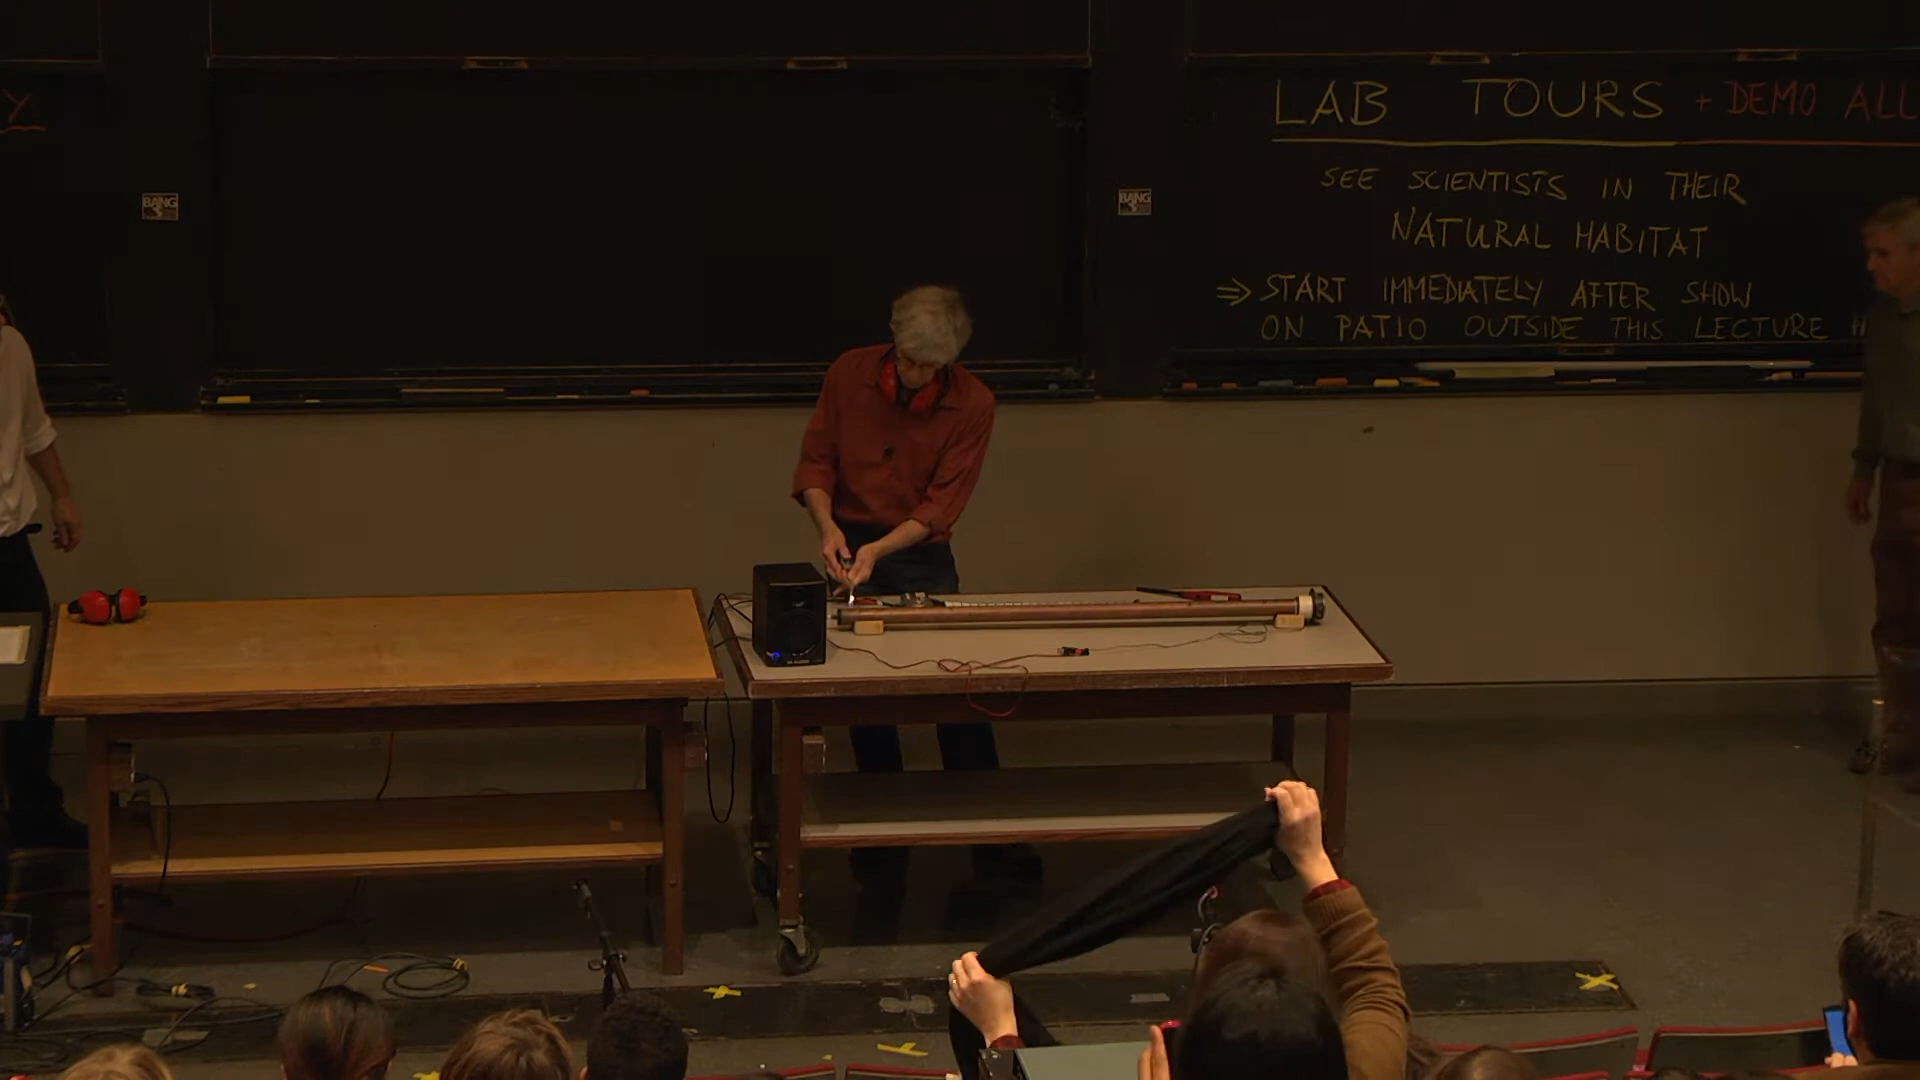 Y
BANG
BANG
LAB TOURS + DEMO ALL
SEE SCIENTISTS IN THEIR
NATURAL HABITAT
⇒ START IMMEDIATELY AFTER SHOW
ON PATIO OUTSIDE THIS LECTURE H